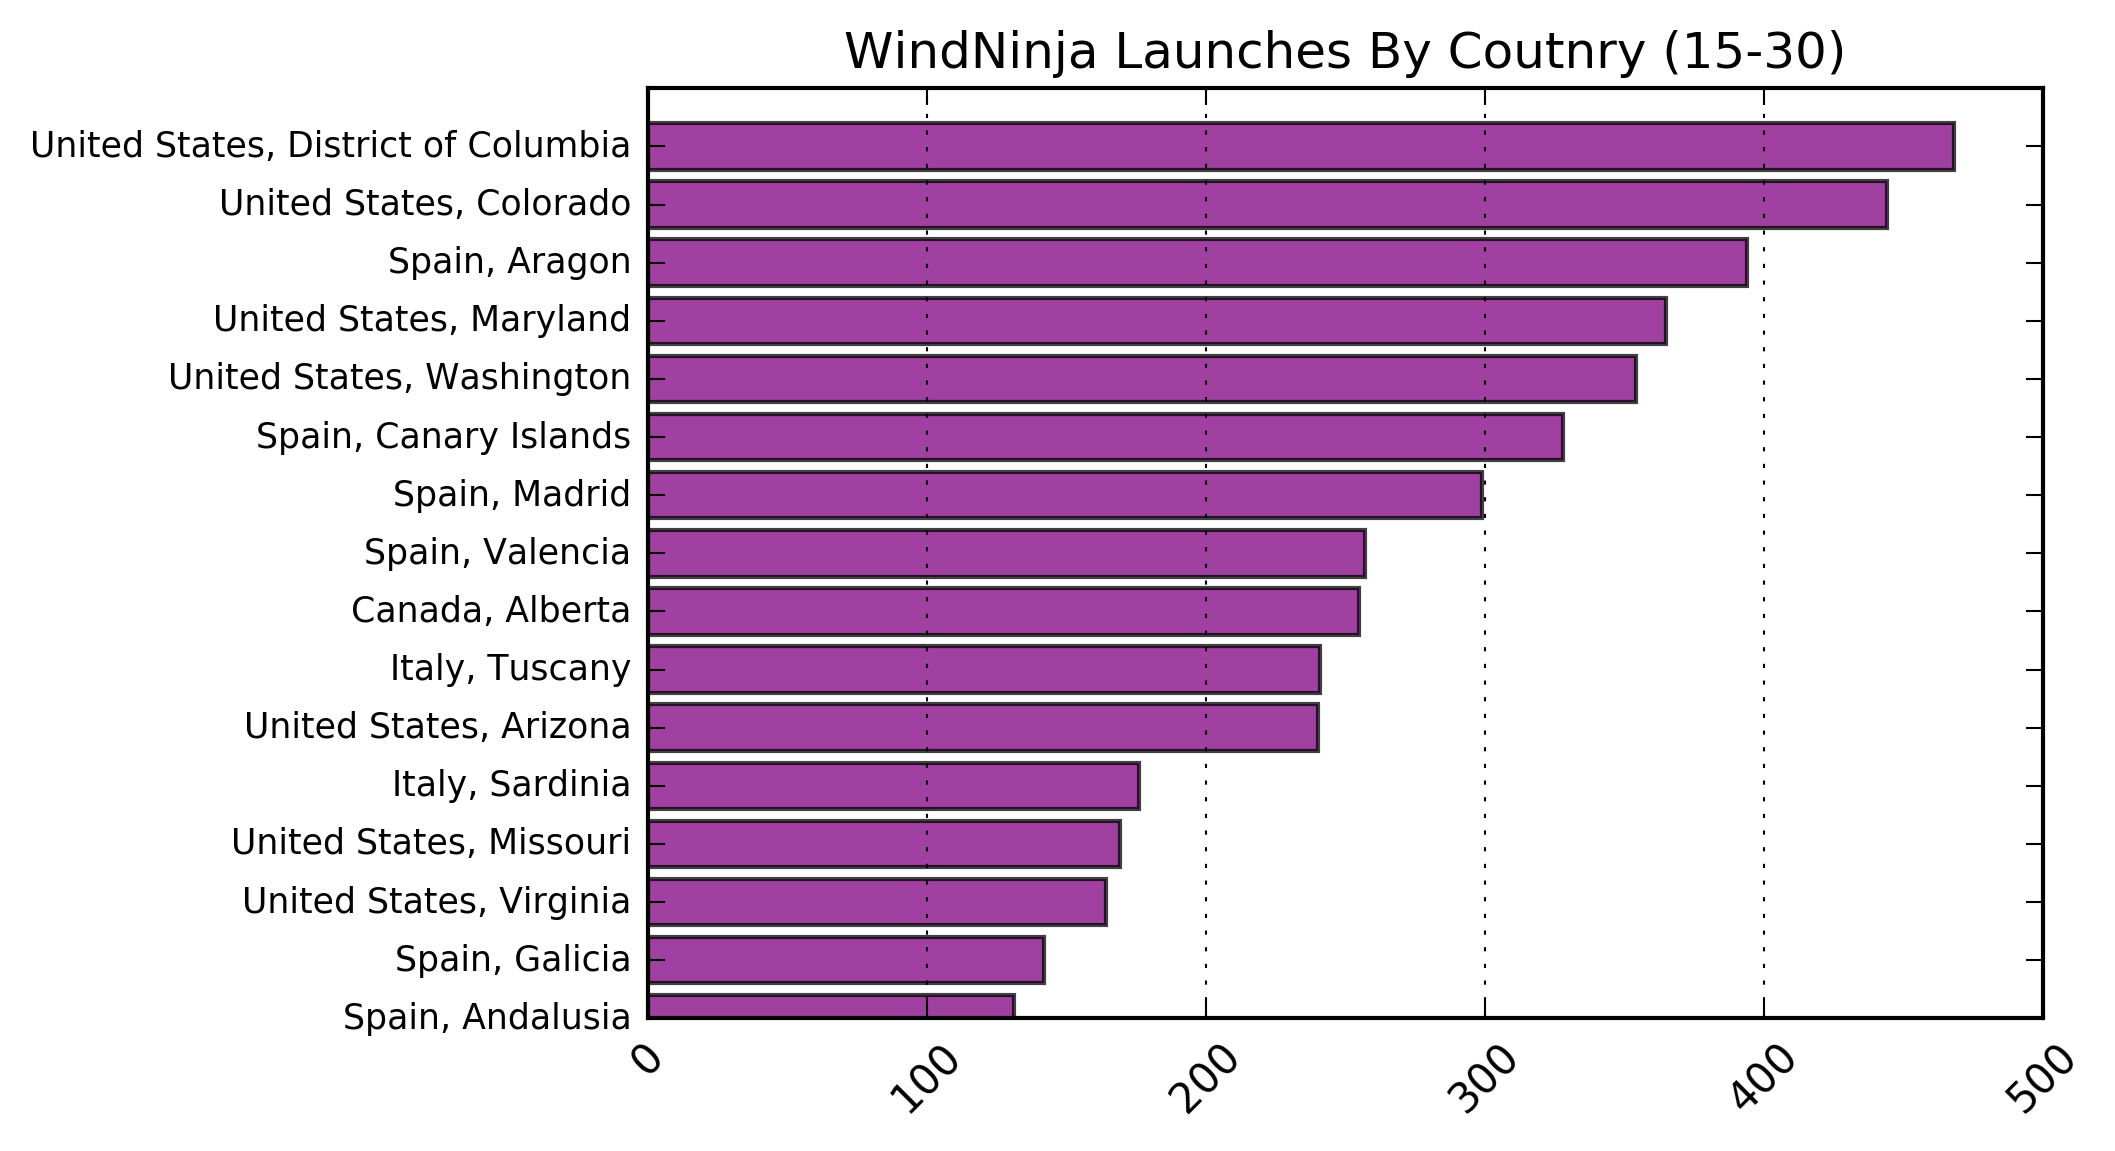 WindNinja Launches By Coutnry (15-30)
United States, District of Columbia
United States, Colorado
Spain, Aragon
United States, Maryland
United States, Washington
Spain, Canary Islands
Spain, Madrid
Spain, Valencia
Canada, Alberta
Italy, Tuscany
United States, Arizona
Italy, Sardinia
United States, Missouri
United States, Virginia
Spain, Galicia
Spain, Andalusia
0 100 200 300 400 500